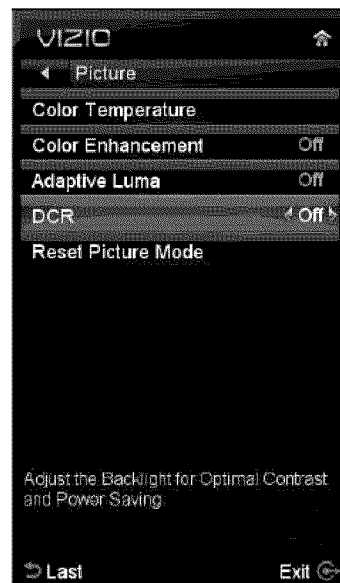 VIZIO
Picture
Color Temperature
Color Enhancement Off
Adaptive Luma Off
DCR Off
Reset Picture Mode
Adjust the Backlight for Optimal Contrast
and Power Saving.
Last Exit